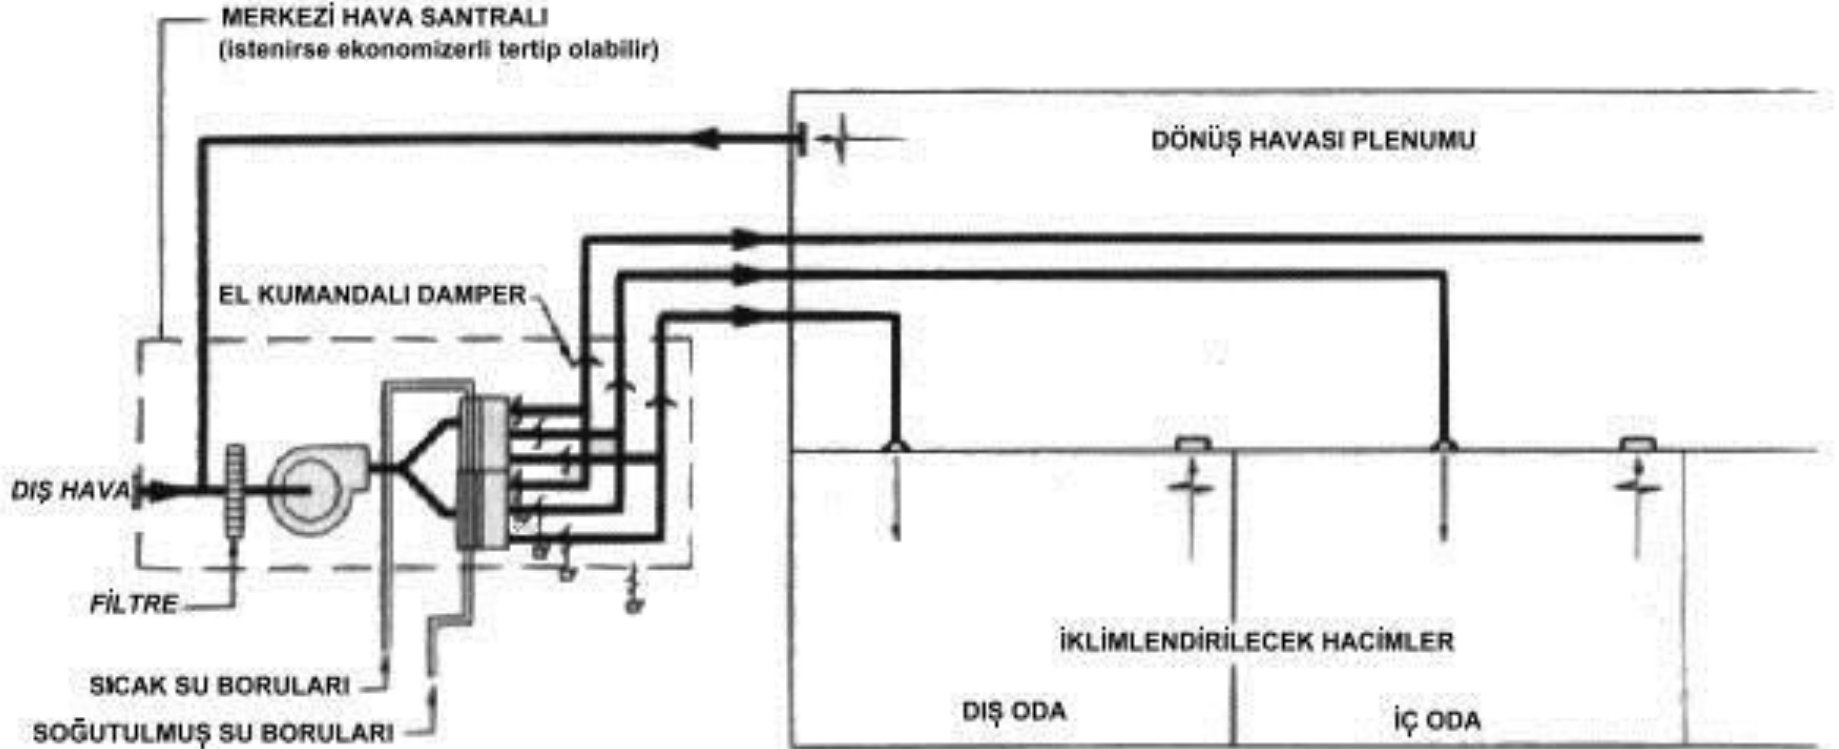 MERKEZİ HAVA SANTRALI
(istenirse ekonomizerli tertip olabilir)
DÖNÜŞ HAVASI PLENUMU
EL KUMANDALI DAMPER
DIŞ HAVA
FİLTRE
İKLİMLENDİRİLECEK HACİMLER
SICAK SU BORULARI
DIŞ ODA
İÇ ODA
SOĞUTULMUŞ SU BORULARI